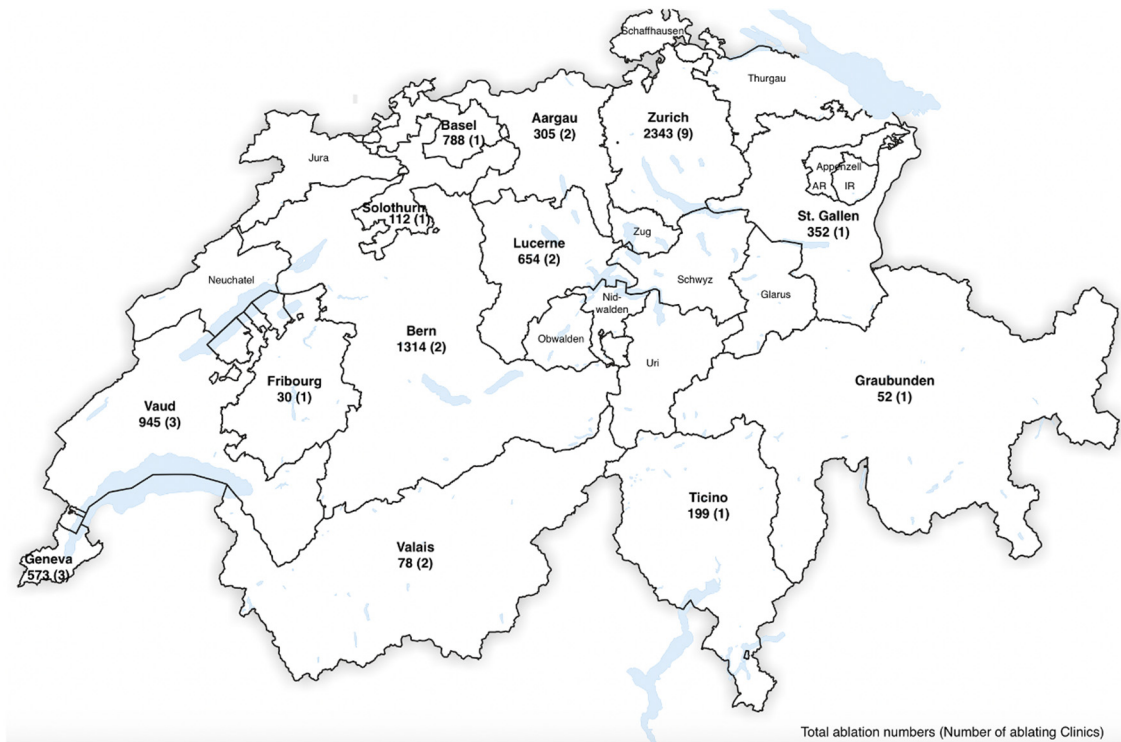 Schaffhausen
Thurgau
Basel
788 (1)
Aargau
305 (2)
Zurich
2343 (9)
Jura
Appenzell
AR
IR
Solothurn
112 (1)
St. Gallen
352 (1)
Lucerne
654 (2)
Zug
Neuchatel
Schwyz
Glarus
Nid-
walden
Obwalden
Bern
1314 (2)
Uri
Fribourg
30 (1)
Graubunden
52 (1)
Vaud
945 (3)
Ticino
199 (1)
Valais
78 (2)
Geneva
573 (3)
Total ablation numbers (Number of ablating Clinics)